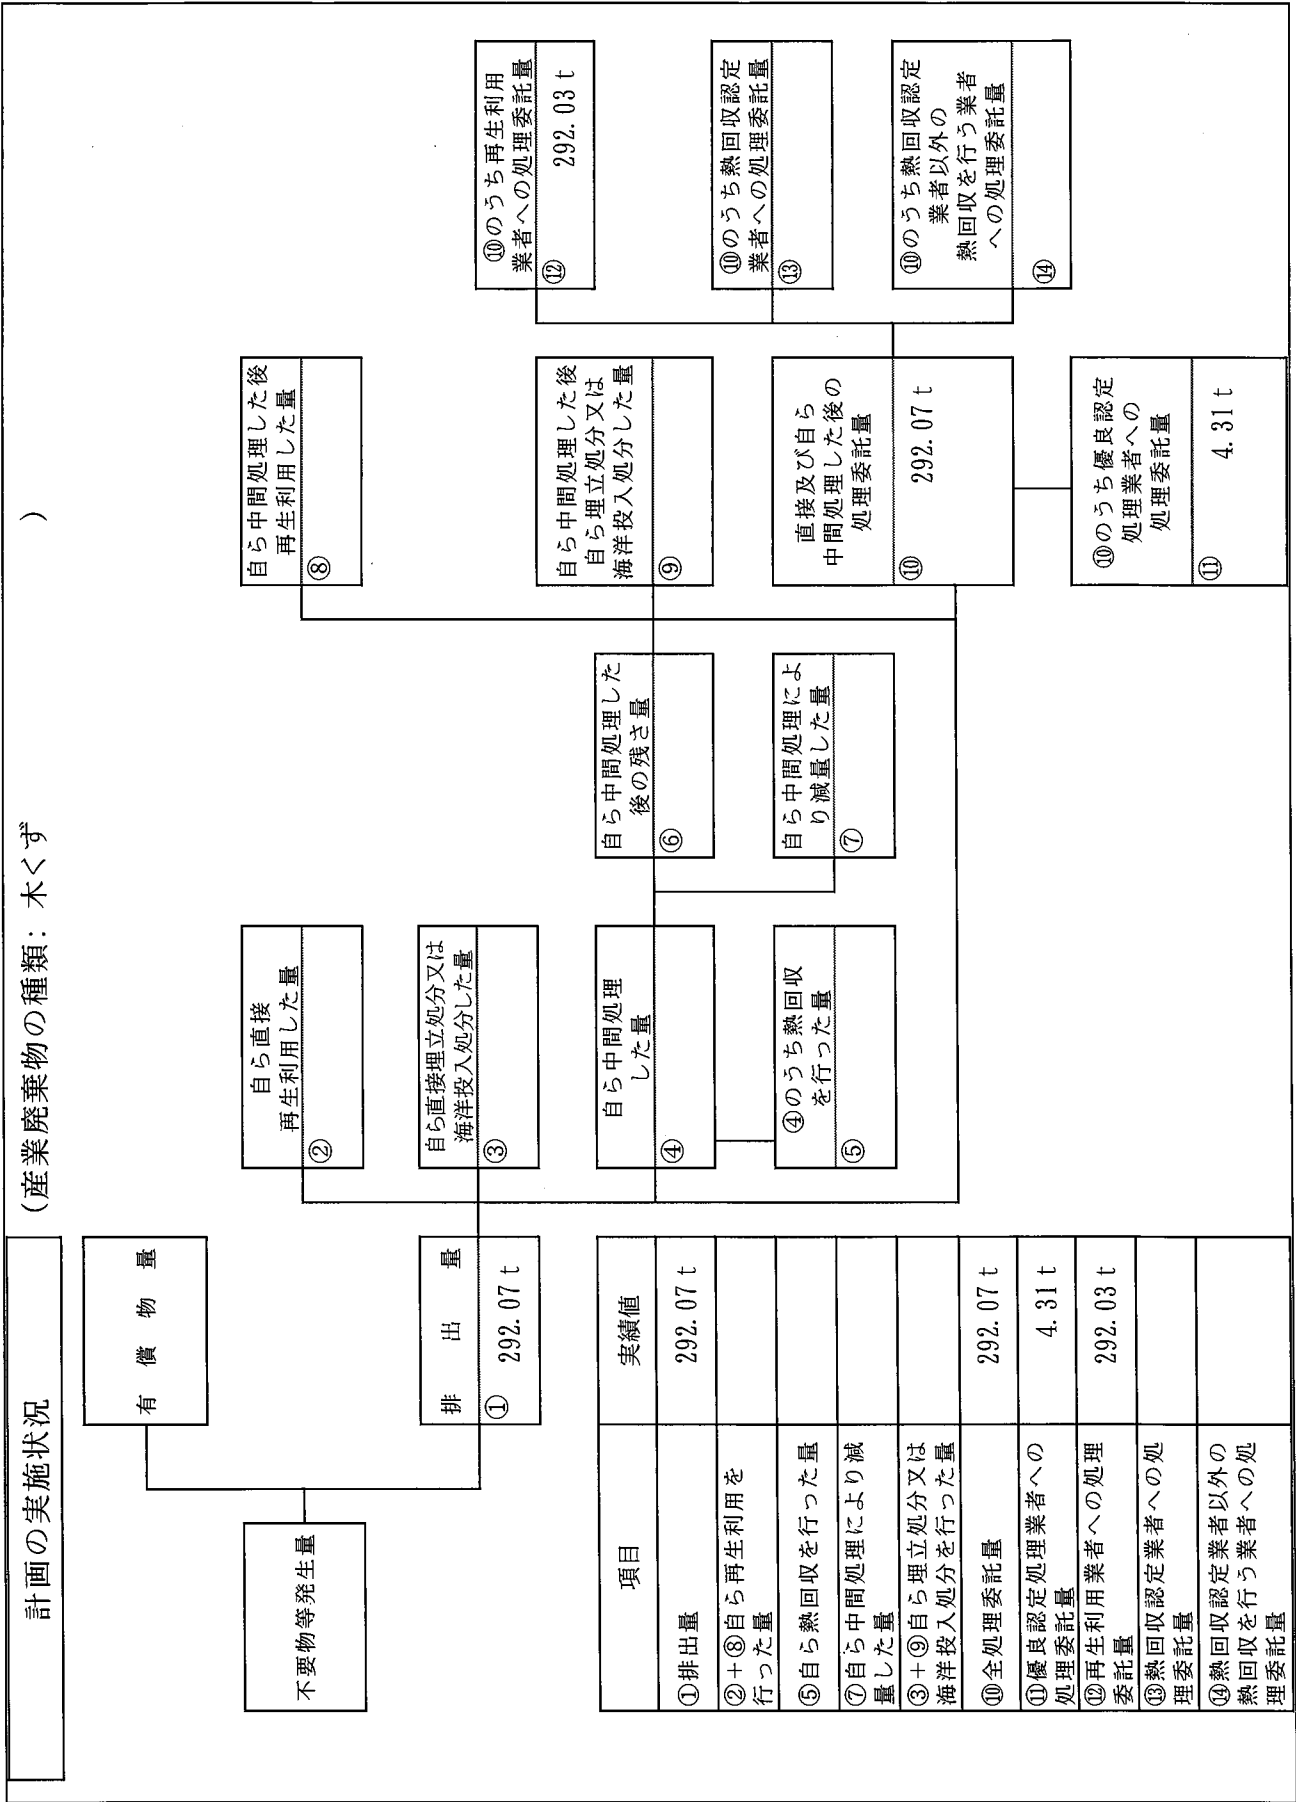 計画の実施状況
（産業廃棄物の種類：木くず　　　　　　　　）
不要物等発生量
有償物量
排出量
① 292.07ｔ
自ら直接
再生利用した量
②
自ら直接埋立処分又は
海洋投入処分した量
③
自ら中間処理
した量
④
④のうち熱回収
を行った量
⑤
自ら中間処理した
後の残さ量
⑥
自ら中間処理によ
り減量した量
⑦
自ら中間処理した後
再生利用した量
⑧
自ら中間処理した後
自ら埋立処分又は
海洋投入処分した量
⑨
直接及び自ら
中間処理した後の
処理委託量
⑩ 292.07ｔ
⑩のうち優良認定
処理業者への
処理委託量
⑪ 4.31ｔ
⑩のうち再生利用
業者への処理委託量
⑫ 292.03ｔ
⑩のうち熱回収認定
業者への処理委託量
⑬
⑩のうち熱回収認定
業者以外の
熱回収を行う業者
への処理委託量
⑭
項目 実績値
①排出量 292.07ｔ
②＋⑧自ら再生利用を
行った量
⑤自ら熱回収を行った量
⑦自ら中間処理により減
量した量
③＋⑨自ら埋立処分又は
海洋投入処分を行った量
⑩全処理委託量 292.07ｔ
⑪優良認定処理業者への
処理委託量 4.31ｔ
⑫再生利用業者への処理
委託量 292.03ｔ
⑬熱回収認定業者への処
理委託量
⑭熱回収認定業者以外の
熱回収を行う業者への処
理委託量